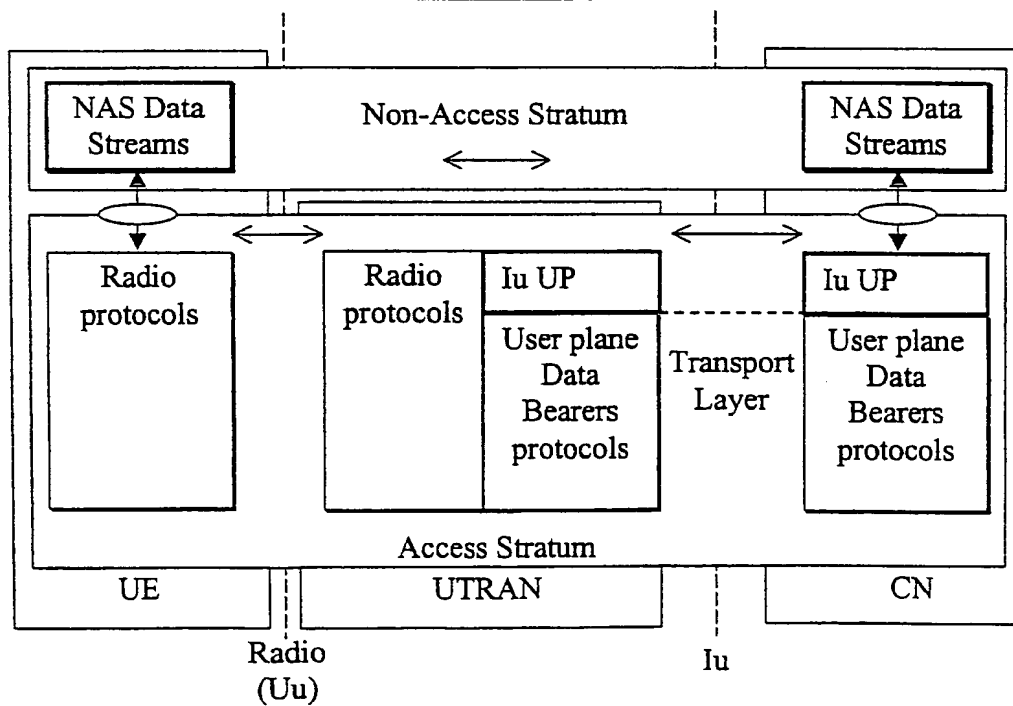 NAS Data
Streams
Non-Access Stratum
NAS Data
Streams
Radio
protocols
Radio
protocols
Iu UP
User plane
Data
Bearers
protocols
Transport
Layer
Iu UP
User plane
Data
Bearers
protocols
Access Stratum
UE
UTRAN
CN
Radio
(Uu)
Iu